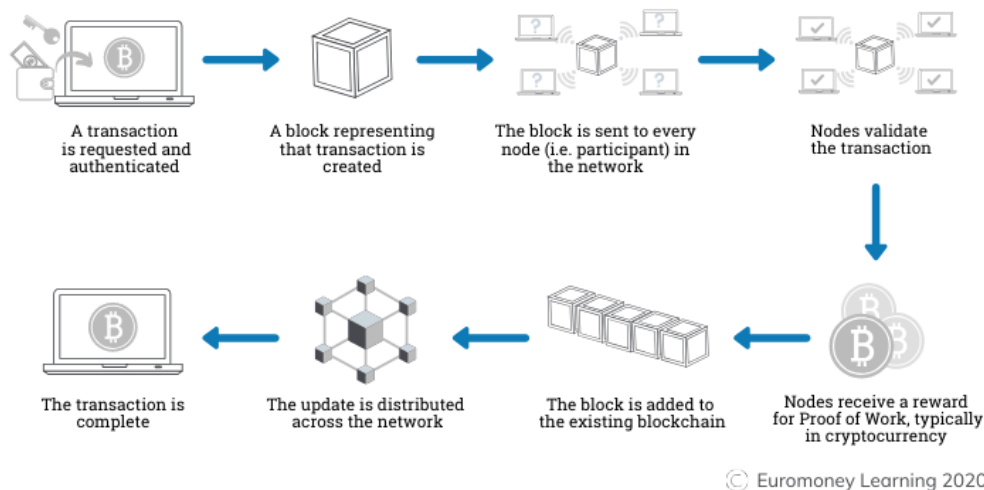 A transaction
is requested and
authenticated
A block representing
that transaction is
created
The block is sent to every
node (i.e. participant) in
the network
Nodes validate
the transaction
Nodes receive a reward
for Proof of Work, typically
in cryptocurrency
The block is added to
the existing blockchain
The update is distributed
across the network
The transaction is
complete
© Euromoney Learning 2020